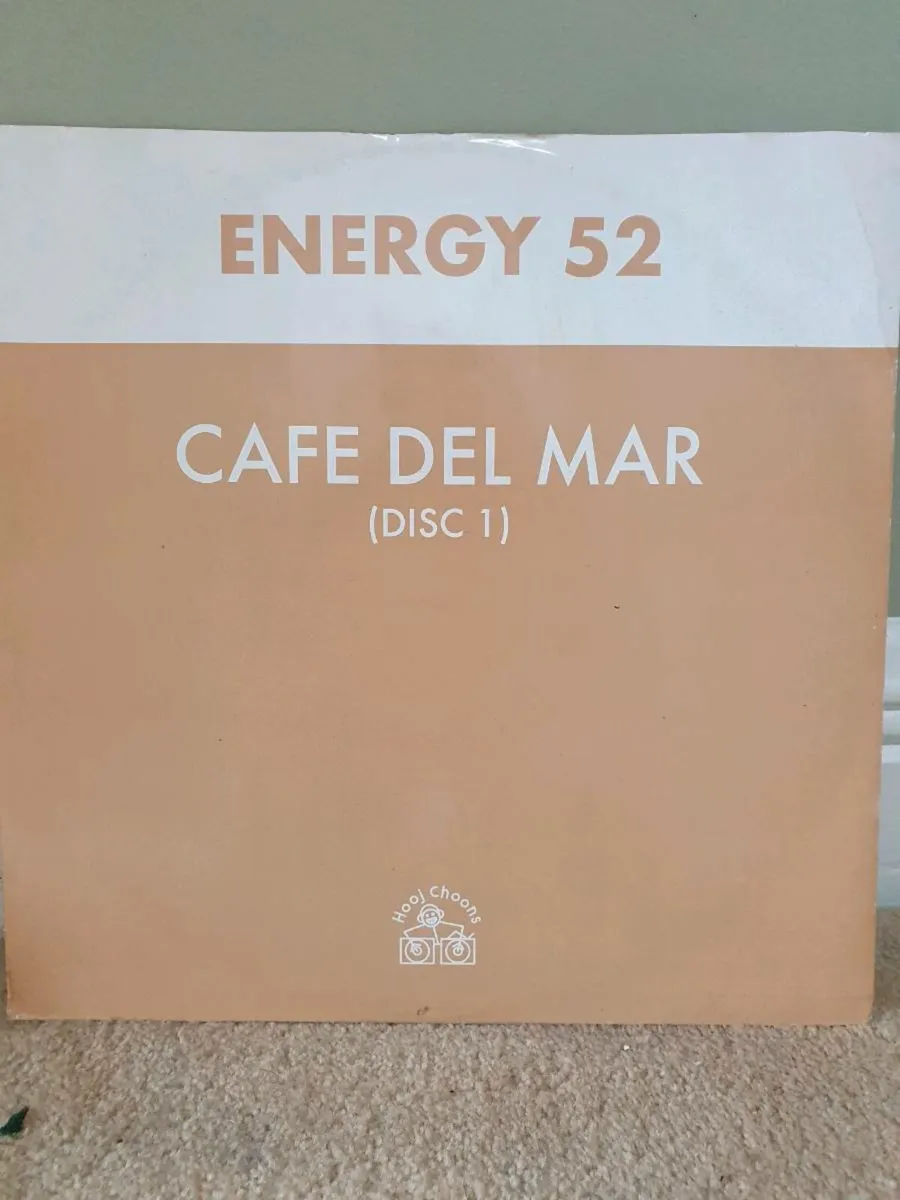 ENERGY 52
CAFE DEL MAR
(DISC 1)
Hooj Choons